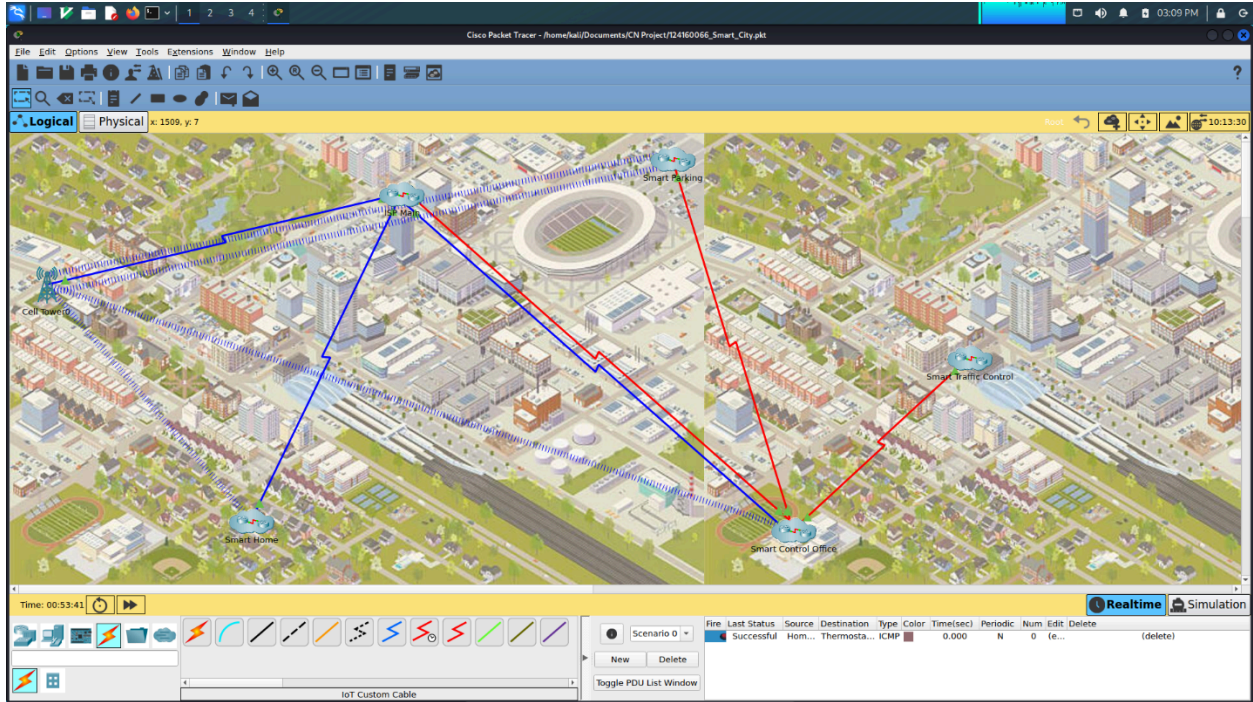 1 2 3 4
03:09 PM
Cisco Packet Tracer - /home/kali/Documents/CN Project/124160066_Smart_City.pkt
File Edit Options View Tools Extensions Window Help
?
Logical Physical x: 1509, y: 7
Root 10:13:30
Smart Parking
ISP Main
Cell Tower0
Smart Traffic Control
Smart Home
Smart Control Office
Time: 00:53:41
Realtime Simulation
Scenario 0
New Delete
Toggle PDU List Window
Fire Last Status Source Destination Type Color Time(sec) Periodic Num Edit Delete
Successful Hom... Thermosta... ICMP 0.000 N 0 (e... (delete)
IoT Custom Cable